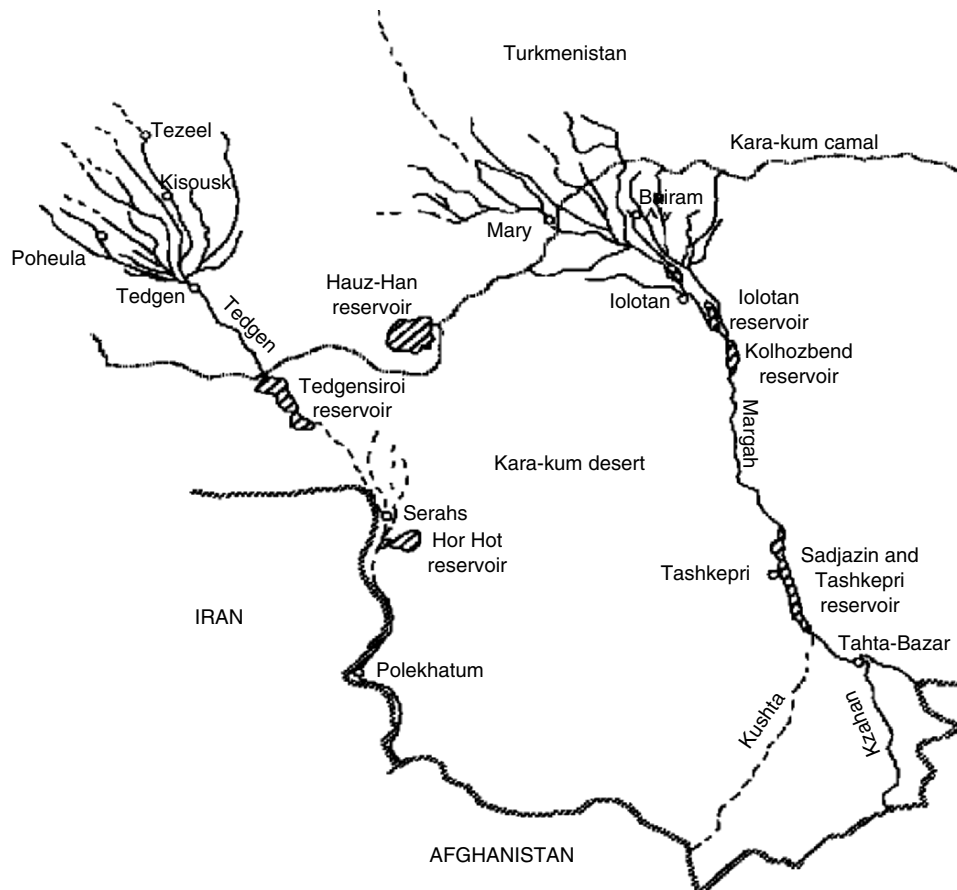 Turkmenistan
Tezeel
Kara-kum camal
Kisouski
Bairam
Mary
Poheula
Tedgen
Hauz-Han
reservoir
Iolotan
Iolotan
reservoir
Tedgen
Kolhozbend
reservoir
Tedgensiroi
reservoir
Margah
Kara-kum desert
Serahs
Hor Hot
reservoir
Tashkepri
Sadjazin and
Tashkepri
reservoir
IRAN
Tahta-Bazar
Polekhatum
Kushta
Kzahan
AFGHANISTAN